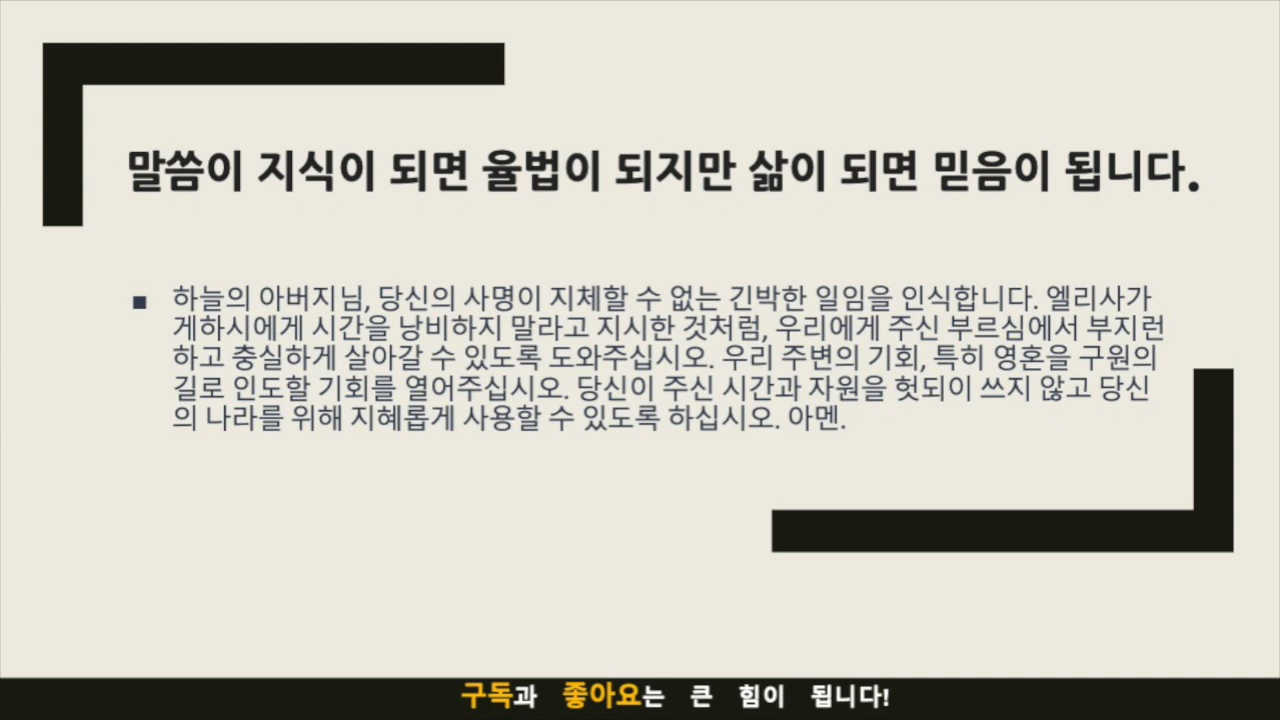 말씀이 지식이 되면 율법이 되지만 삶이 되면 믿음이 됩니다.
하늘의 아버지님, 당신의 사명이 지체할 수 없는 긴박한 일임을 인식합니다. 엘리사가
게하시에게 시간을 낭비하지 말라고 지시한 것처럼, 우리에게 주신 부르심에서 부지런
하고 충실하게 살아갈 수 있도록 도와주십시오. 우리 주변의 기회, 특히 영혼을 구원의
길로 인도할 기회를 열어주십시오. 당신이 주신 시간과 자원을 헛되이 쓰지 않고 당신
의 나라를 위해 지혜롭게 사용할 수 있도록 하십시오. 아멘.
구독과 좋아요는 큰 힘이 됩니다!